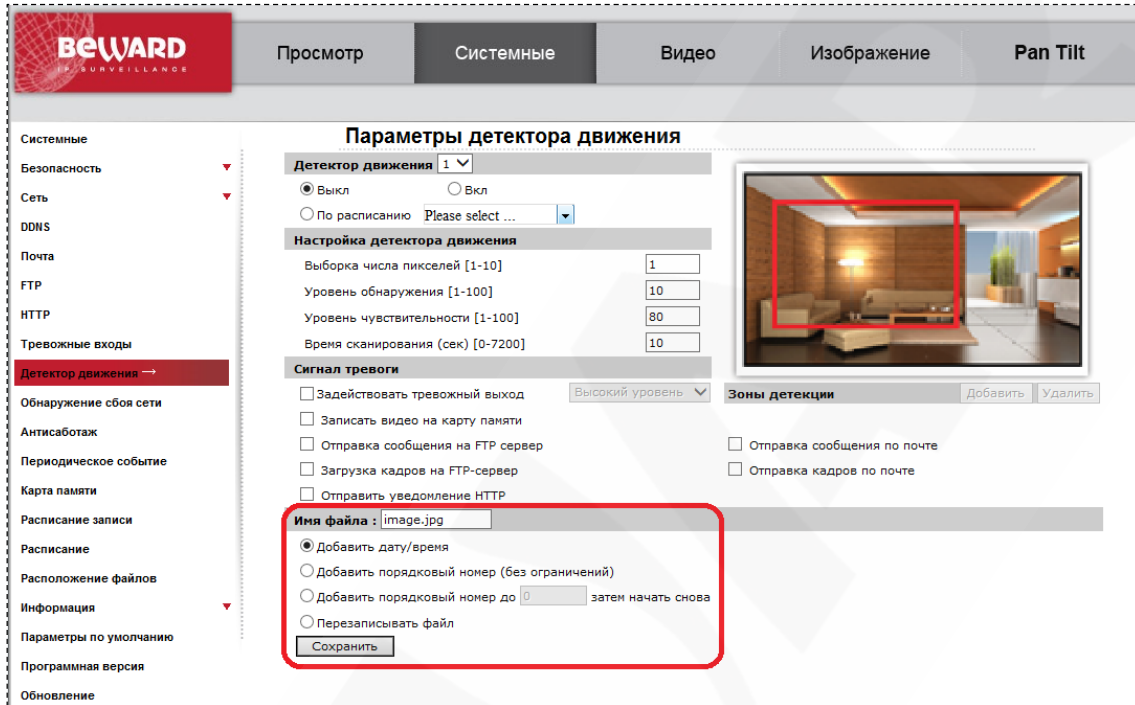 BEWARD
IP SURVEILLANCE
Просмотр
Системные
Видео
Изображение
Pan Tilt
Системные
Безопасность
Сеть
DDNS
Почта
FTP
HTTP
Тревожные входы
Детектор движения →
Обнаружение сбоя сети
Антисаботаж
Периодическое событие
Карта памяти
Расписание записи
Расписание
Расположение файлов
Информация
Параметры по умолчанию
Программная версия
Обновление
Параметры детектора движения
Детектор движения 1
Выкл Вкл
По расписанию Please select ...
Настройка детектора движения
Выборка числа пикселей [1-10] 1
Уровень обнаружения [1-100] 10
Уровень чувствительности [1-100] 80
Время сканирования (сек) [0-7200] 10
Сигнал тревоги
Задействовать тревожный выход Высокий уровень
Записать видео на карту памяти
Отправка сообщения на FTP сервер
Загрузка кадров на FTP-сервер
Отправить уведомление HTTP
Зоны детекции Добавить Удалить
Отправка сообщения по почте
Отправка кадров по почте
Имя файла : image.jpg
Добавить дату/время
Добавить порядковый номер (без ограничений)
Добавить порядковый номер до 0 затем начать снова
Перезаписывать файл
Сохранить